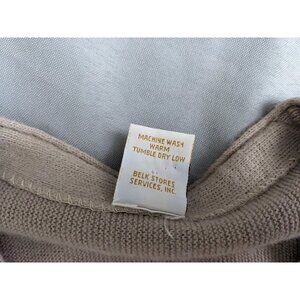 MACHINE WASH
WARM
TUMBLE DRY LOW
BELK STORES
SERVICES, INC.